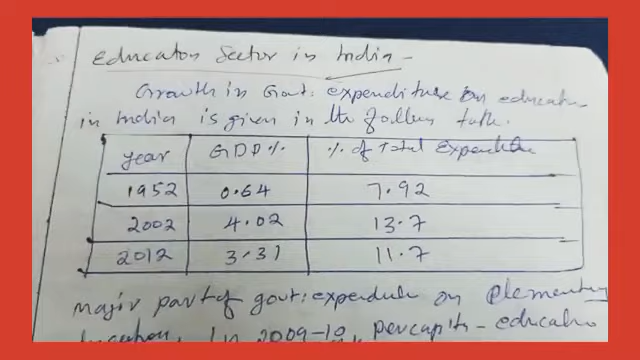 Education Sector in India -
Growth in Govt: expenditure on education
in India is given in the follow table.
year GDP% % of Total Expenditure
1952 0.64 7.92
2002 4.02 13.7
2012 3.31 11.7
Major part of govt: expenditure on Elementary
education. In 2009-10, percapita - education